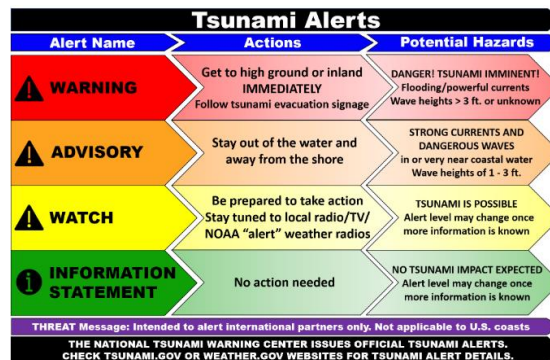 Tsunami Alerts
Alert Name
Actions
Potential Hazards
WARNING
Get to high ground or inland
IMMEDIATELY
Follow tsunami evacuation signage
DANGER! TSUNAMI IMMINENT!
Flooding/powerful currents
Wave heights > 3 ft. or unknown
ADVISORY
Stay out of the water and
away from the shore
STRONG CURRENTS AND
DANGEROUS WAVES
in or very near coastal water
Wave heights of 1 - 3 ft.
WATCH
Be prepared to take action
Stay tuned to local radio/TV/
NOAA “alert” weather radios
TSUNAMI IS POSSIBLE
Alert level may change once
more information is known
INFORMATION
STATEMENT
No action needed
NO TSUNAMI IMPACT EXPECTED
Alert level may change once
more information is known
THREAT Message: Intended to alert international partners only. Not applicable to U.S. coasts
THE NATIONAL TSUNAMI WARNING CENTER ISSUES OFFICIAL TSUNAMI ALERTS.
CHECK TSUNAMI.GOV OR WEATHER.GOV WEBSITES FOR TSUNAMI ALERT DETAILS.